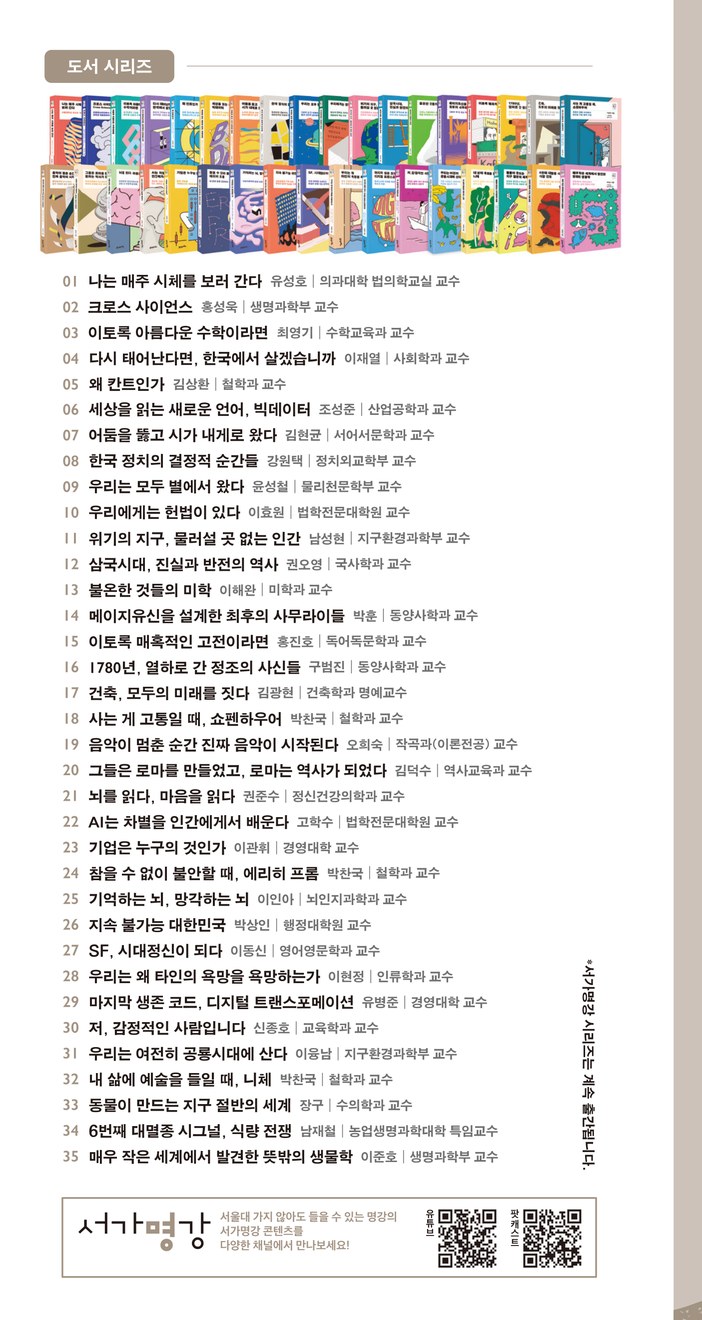 도서 시리즈
01 나는 매주 시체를 보러 간다 유성호 | 의과대학 법의학교실 교수
02 크로스 사이언스 홍성욱 | 생명과학부 교수
03 이토록 아름다운 수학이라면 최영기 | 수학교육과 교수
04 다시 태어난다면, 한국에서 살겠습니까 이재열 | 사회학과 교수
05 왜 칸트인가 김상환 | 철학과 교수
06 세상을 읽는 새로운 언어, 빅데이터 조성준 | 산업공학과 교수
07 어둠을 뚫고 시가 내게로 왔다 김현균 | 서어서문학과 교수
08 한국 정치의 결정적 순간들 강원택 | 정치외교학부 교수
09 우리는 모두 별에서 왔다 윤성철 | 물리천문학부 교수
10 우리에게는 헌법이 있다 이효원 | 법학전문대학원 교수
11 위기의 지구, 물러설 곳 없는 인간 남성현 | 지구환경과학부 교수
12 삼국시대, 진실과 반전의 역사 권오영 | 국사학과 교수
13 불온한 것들의 미학 이해완 | 미학과 교수
14 메이지유신을 설계한 최후의 사무라이들 박훈 | 동양사학과 교수
15 이토록 매혹적인 고전이라면 홍진호 | 독어독문학과 교수
16 1780년, 열하로 간 정조의 사신들 구범진 | 동양사학과 교수
17 건축, 모두의 미래를 짓다 김광현 | 건축학과 명예교수
18 사는 게 고통일 때, 쇼펜하우어 박찬국 | 철학과 교수
19 음악이 멈춘 순간 진짜 음악이 시작된다 오희숙 | 작곡과(이론전공) 교수
20 그들은 로마를 만들었고, 로마는 역사가 되었다 김덕수 | 역사교육과 교수
21 뇌를 읽다, 마음을 읽다 권준수 | 정신건강의학과 교수
22 AI는 차별을 인간에게서 배운다 고학수 | 법학전문대학원 교수
23 기업은 누구의 것인가 이관휘 | 경영대학 교수
24 참을 수 없이 불안할 때, 에리히 프롬 박찬국 | 철학과 교수
25 기억하는 뇌, 망각하는 뇌 이인아 | 뇌인지과학과 교수
26 지속 불가능 대한민국 박상인 | 행정대학원 교수
27 SF, 시대정신이 되다 이동신 | 영어영문학과 교수
28 우리는 왜 타인의 욕망을 욕망하는가 이현정 | 인류학과 교수
29 마지막 생존 코드, 디지털 트랜스포메이션 유병준 | 경영대학 교수
30 저, 감정적인 사람입니다 신종호 | 교육학과 교수
31 우리는 여전히 공룡시대에 산다 이융남 | 지구환경과학부 교수
32 내 삶에 예술을 들일 때, 니체 박찬국 | 철학과 교수
33 동물이 만드는 지구 절반의 세계 장구 | 수의학과 교수
34 6번째 대멸종 시그널, 식량 전쟁 남재철 | 농업생명과학대학 특임교수
35 매우 작은 세계에서 발견한 뜻밖의 생물학 이준호 | 생명과학부 교수
*서가명강 시리즈는 계속 출간됩니다.
서가명강
서울대 가지 않아도 들을 수 있는 명강의
서가명강 콘텐츠를
다양한 채널에서 만나보세요!
유튜브
팟캐스트